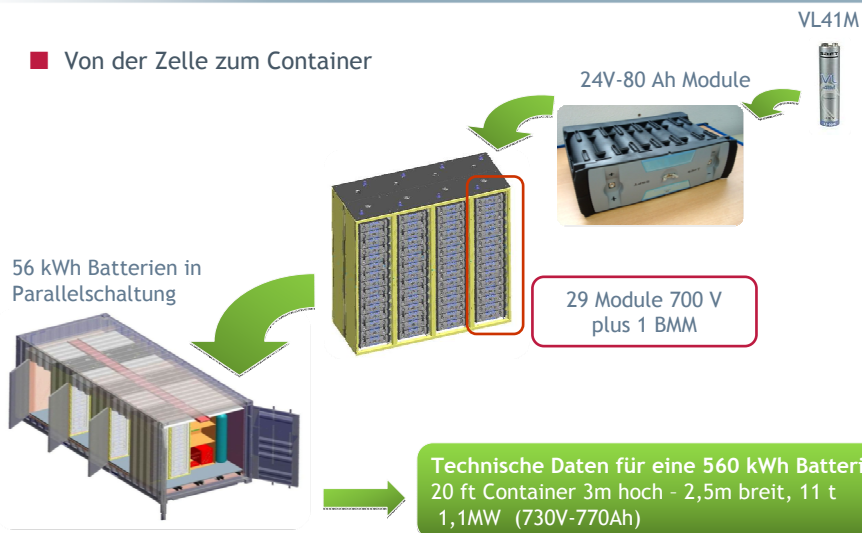 VL41M
Von der Zelle zum Container
24V-80 Ah Module
SAFT
VL
56 kWh Batterien in
Parallelschaltung
29 Module 700 V
plus 1 BMM
Technische Daten für eine 560 kWh Batteri
20 ft Container 3m hoch – 2,5m breit, 11 t
1,1MW (730V-770Ah)